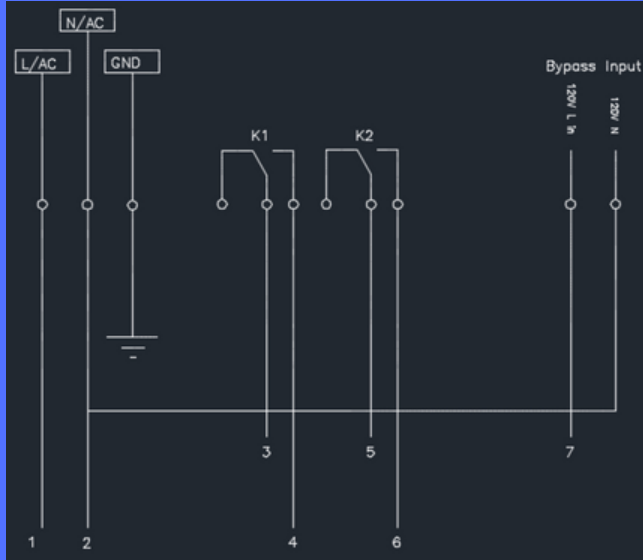 N/AC
L/AC
GND
Bypass Input
120V L In
120V N
K1
K2
3
5
7
1
2
4
6